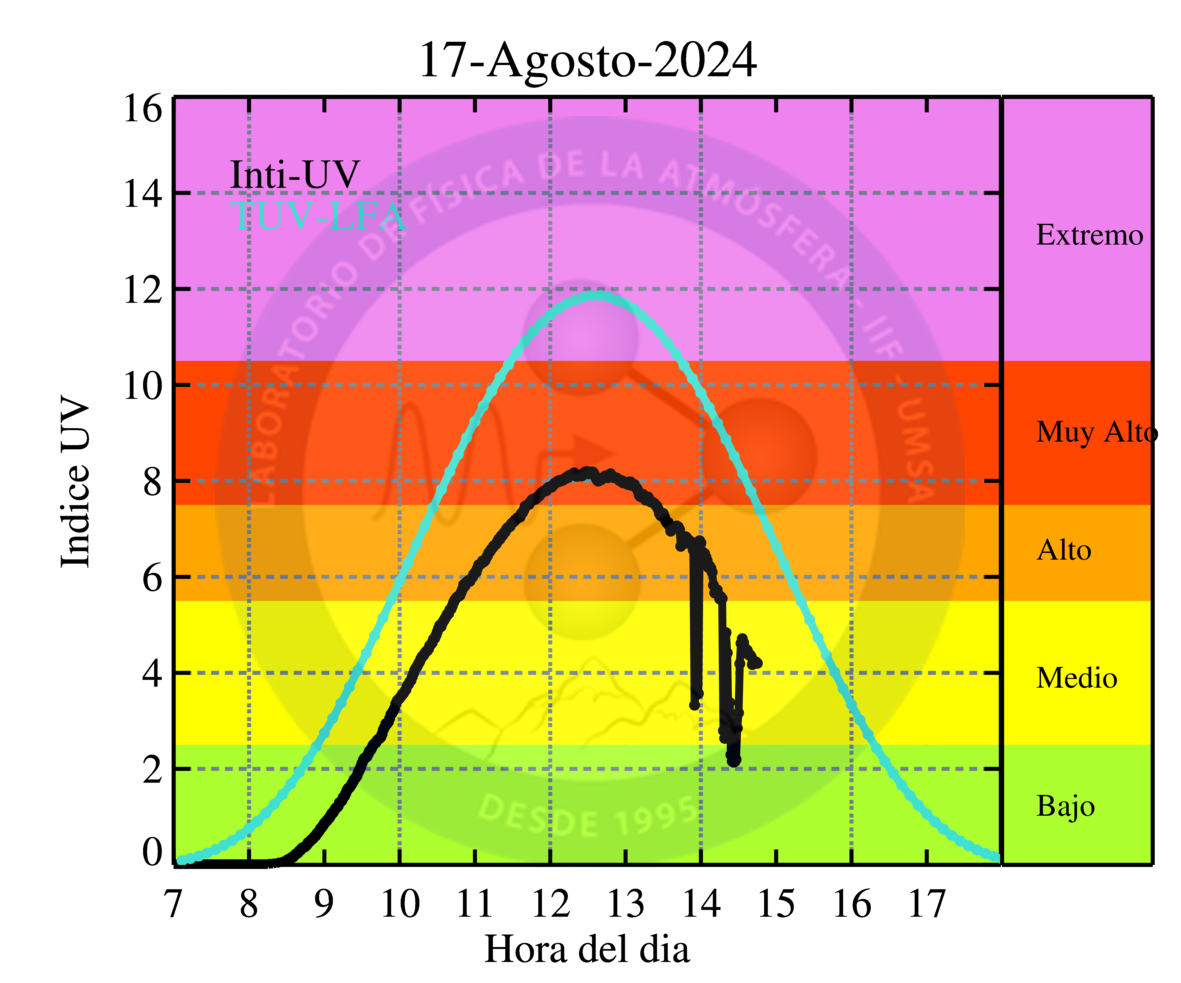 17-Agosto-2024
Inti-UV
TUV-LFA
LABORATORIO DE FÍSICA DE LA ATMÓSFERA - IIF - UMSA
DESDE 1995
Indice UV
16
14
12
10
8
6
4
2
0
Extremo
Muy Alto
Alto
Medio
Bajo
7 8 9 10 11 12 13 14 15 16 17
Hora del dia